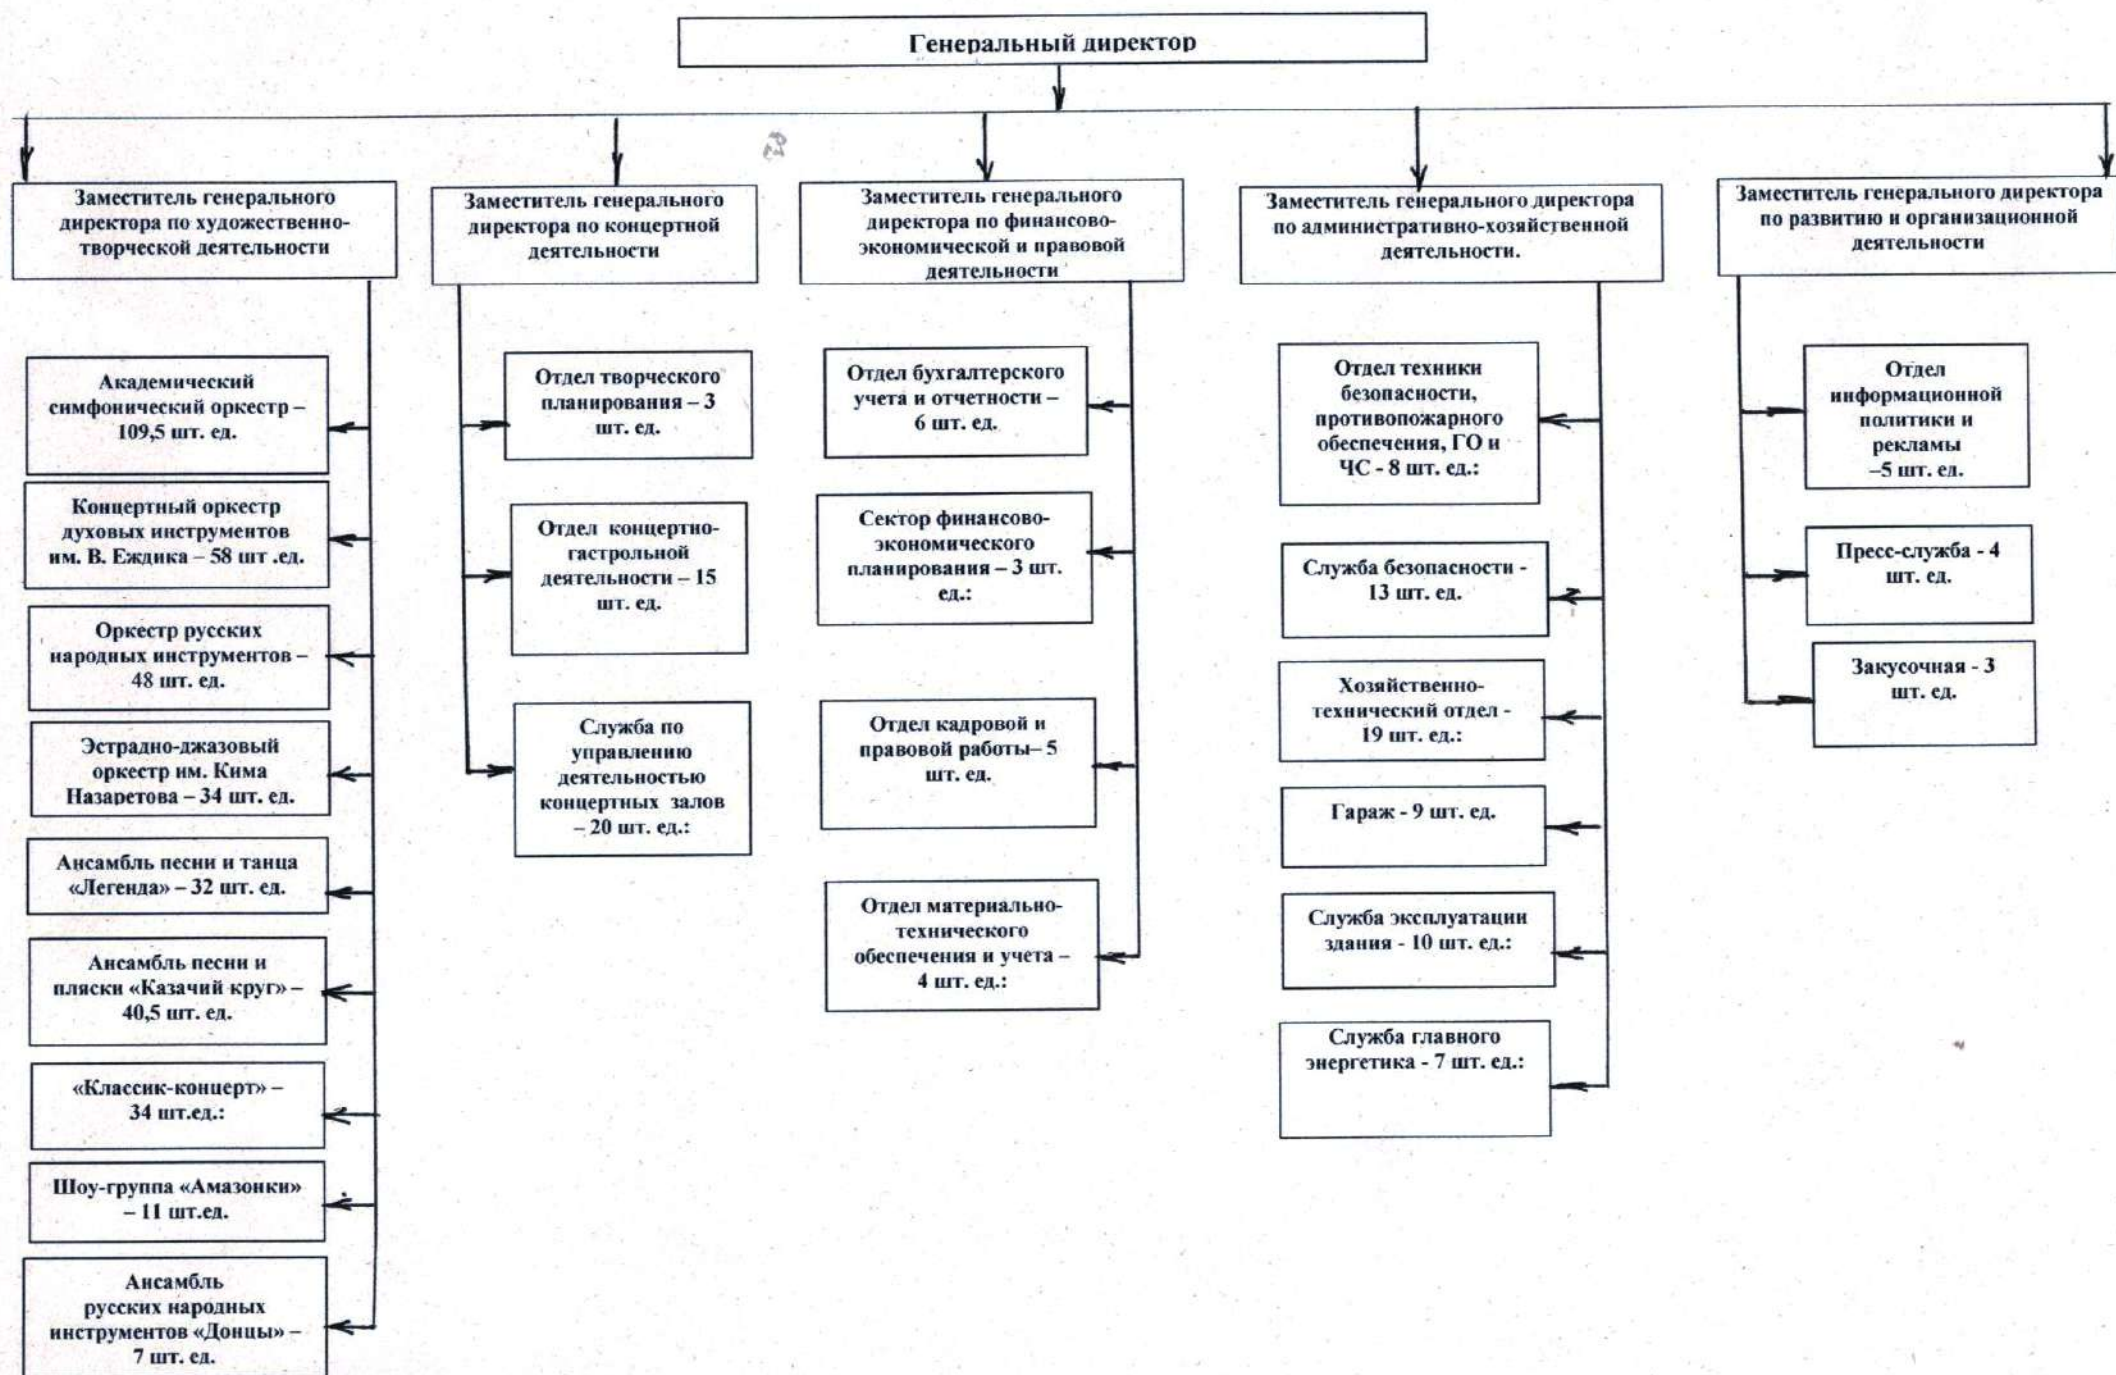 Генеральный директор
Заместитель генерального
директора по художественно-
творческой деятельности
Заместитель генерального
директора по концертной
деятельности
Заместитель генерального
директора по финансово-
экономической и правовой
деятельности
Заместитель генерального директора
по административно-хозяйственной
деятельности.
Заместитель генерального директора
по развитию и организационной
деятельности
Академический
симфонический оркестр –
109,5 шт. ед.
Концертный оркестр
духовых инструментов
им. В. Еждика – 58 шт .ед.
Оркестр русских
народных инструментов –
48 шт. ед.
Эстрадно-джазовый
оркестр им. Кима
Назаретова – 34 шт. ед.
Ансамбль песни и танца
«Легенда» – 32 шт. ед.
Ансамбль песни и
пляски «Казачий круг» –
40,5 шт. ед.
«Классик-концерт» –
34 шт.ед.:
Шоу-группа «Амазонки»
– 11 шт.ед.
Ансамбль
русских народных
инструментов «Донцы» –
7 шт. ед.
Отдел творческого
планирования – 3
шт. ед.
Отдел концертно-
гастрольной
деятельности – 15
шт. ед.
Служба по
управлению
деятельностью
концертных залов
– 20 шт. ед.:
Отдел бухгалтерского
учета и отчетности –
6 шт. ед.
Сектор финансово-
экономического
планирования – 3 шт.
ед.:
Отдел кадровой и
правовой работы– 5
шт. ед.
Отдел материально-
технического
обеспечения и учета –
4 шт. ед.:
Отдел техники
безопасности,
противопожарного
обеспечения, ГО и
ЧС - 8 шт. ед.:
Служба безопасности -
13 шт. ед.
Хозяйственно-
технический отдел -
19 шт. ед.:
Гараж - 9 шт. ед.
Служба эксплуатации
здания - 10 шт. ед.:
Служба главного
энергетика - 7 шт. ед.:
Отдел
информационной
политики и
рекламы
–5 шт. ед.
Пресс-служба - 4
шт. ед.
Закусочная - 3
шт. ед.